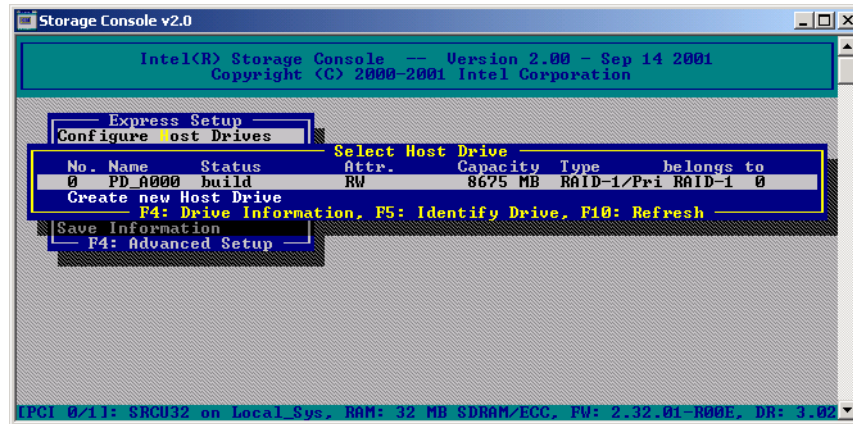 Storage Console v2.0
Intel(R) Storage Console -- Version 2.00 - Sep 14 2001
Copyright (C) 2000-2001 Intel Corporation
Express Setup
Configure Host Drives
Select Host Drive
No. Name Status Attr. Capacity Type belongs to
0 PD_A000 build RW 8675 MB RAID-1/Pri RAID-1 0
Create new Host Drive
F4: Drive Information, F5: Identify Drive, F10: Refresh
Save Information
F4: Advanced Setup
[PCI 0/1]: SRCU32 on Local_Sys, RAM: 32 MB SDRAM/ECC, FW: 2.32.01-R00E, DR: 3.02